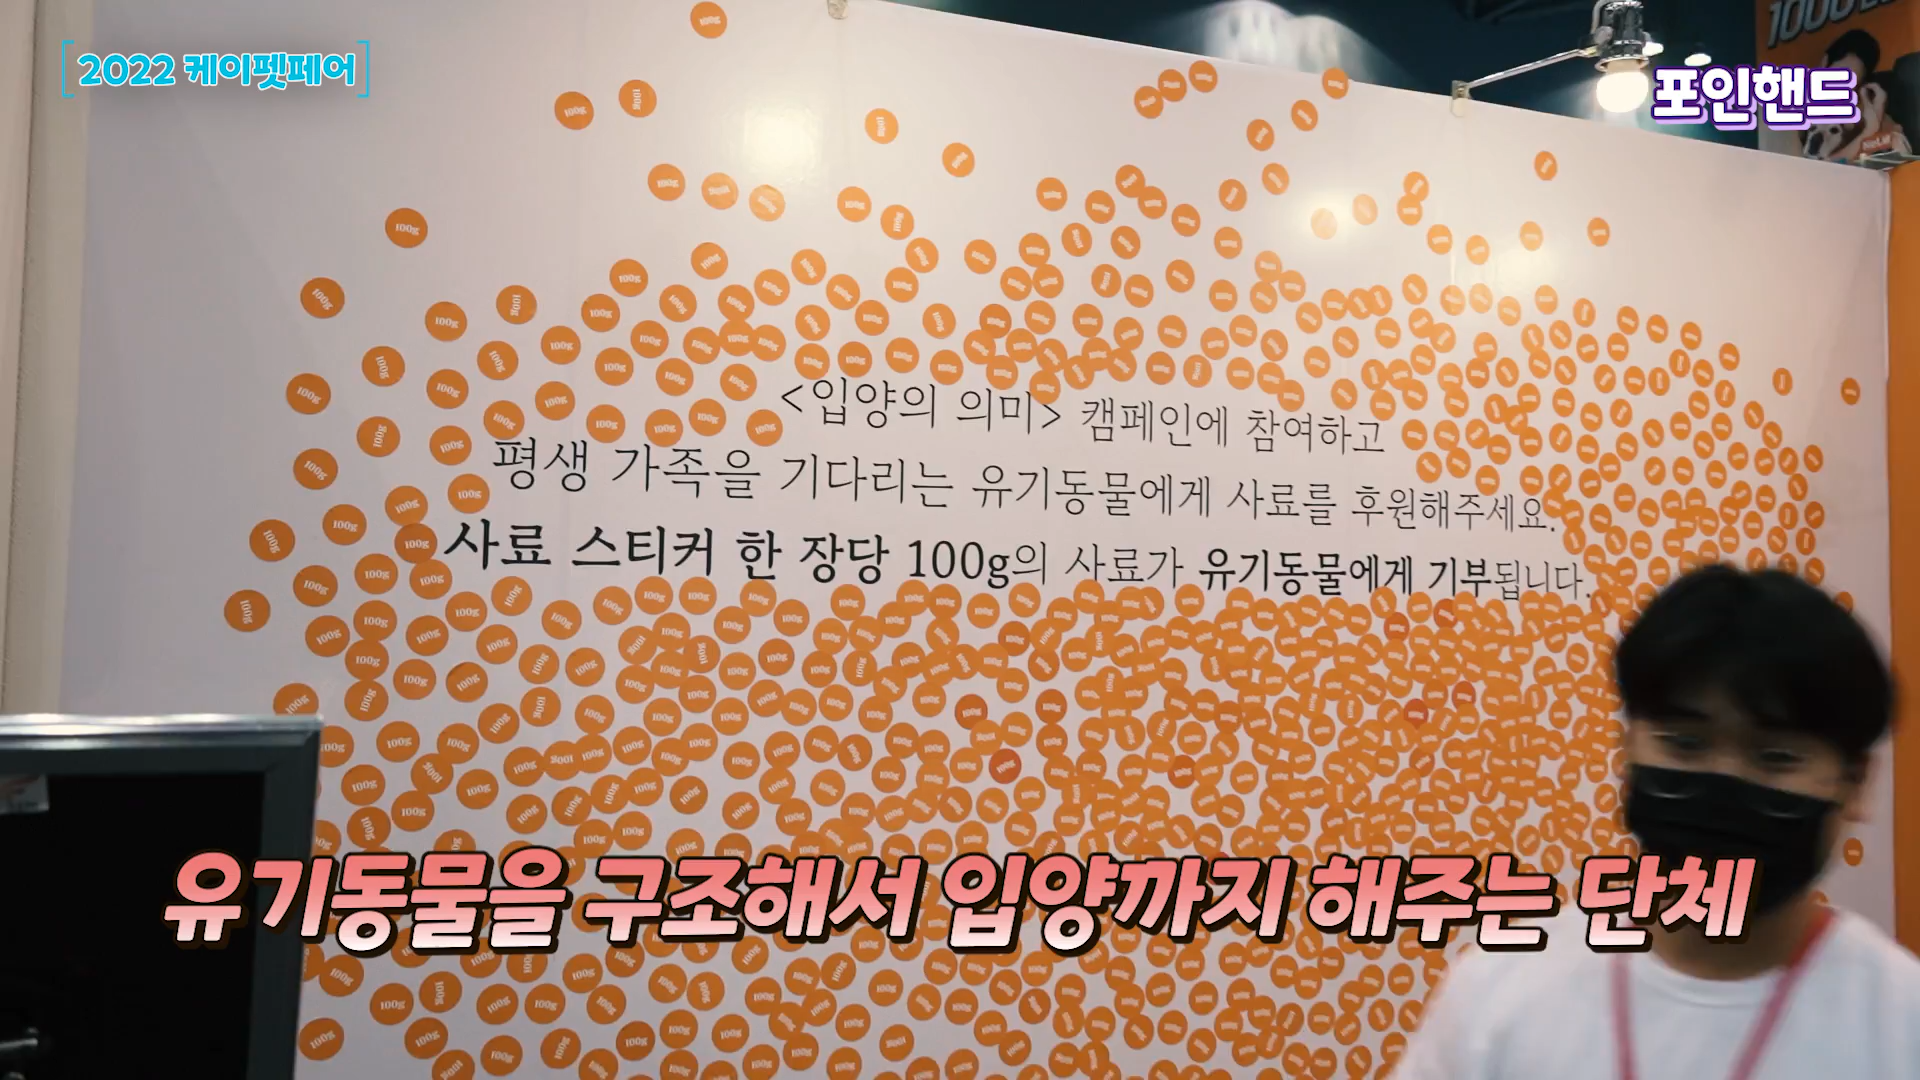 [2022 케이펫페어]
포인핸드
<입양의 의미> 캠페인에 참여하고
평생 가족을 기다리는 유기동물에게 사료를 후원해주세요.
사료 스티커 한 장당 100g의 사료가 유기동물에게 기부됩니다.
100g
유기동물을 구조해서 입양까지 해주는 단체